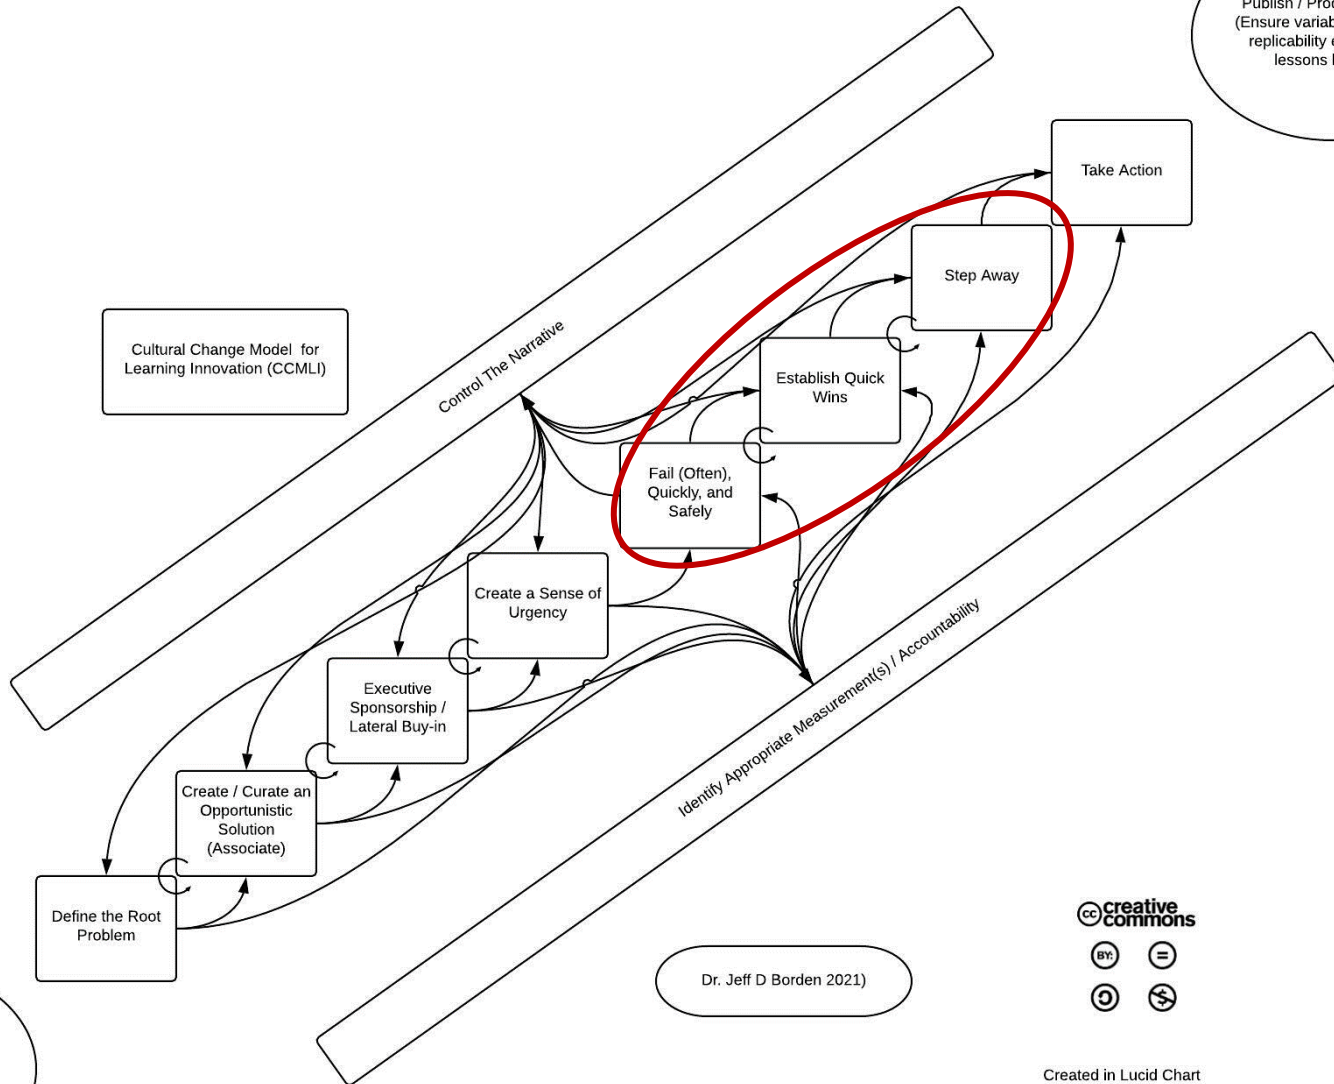 Publish / Pro
(Ensure variab
replicability
lessons
Take Action
Step Away
Control The Narrative
Cultural Change Model for
Learning Innovation (CCMLI)
Establish Quick
Wins
Fail (Often),
Quickly, and
Safely
Create a Sense of
Urgency
Executive
Sponsorship /
Lateral Buy-in
Identify Appropriate Measurement(s) / Accountability
Create / Curate an
Opportunistic
Solution
(Associate)
Define the Root
Problem
Dr. Jeff D Borden 2021)
cc creative
commons
BY:
Created in Lucid Chart